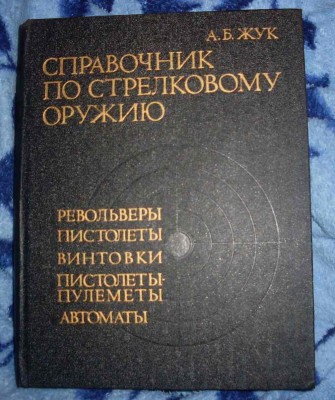 А. Б. ЖУК
СПРАВОЧНИК
ПО СТРЕЛКОВОМУ
ОРУЖИЮ
РЕВОЛЬВЕРЫ
ПИСТОЛЕТЫ
ВИНТОВКИ
ПИСТОЛЕТЫ-
ПУЛЕМЕТЫ
АВТОМАТЫ